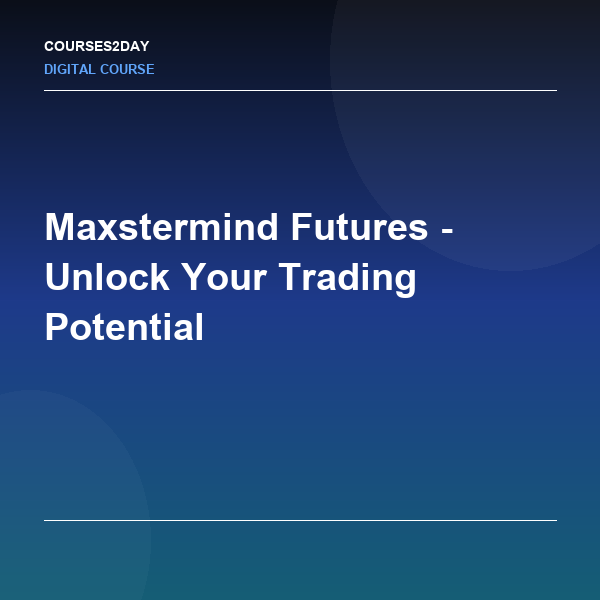 COURSES2DAY
DIGITAL COURSE
Maxstermind Futures -
Unlock Your Trading
Potential